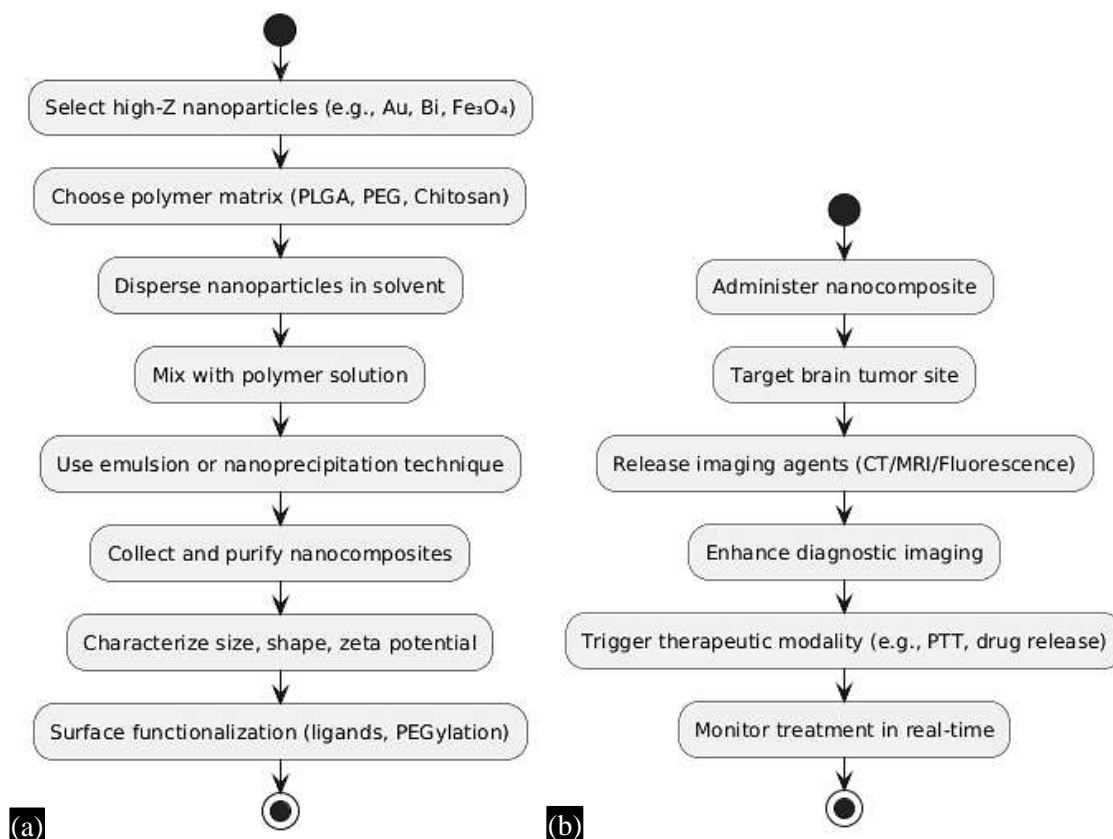 Select high-Z nanoparticles (e.g., Au, Bi, Fe₃O₄)
Choose polymer matrix (PLGA, PEG, Chitosan)
Disperse nanoparticles in solvent
Mix with polymer solution
Use emulsion or nanoprecipitation technique
Collect and purify nanocomposites
Characterize size, shape, zeta potential
Surface functionalization (ligands, PEGylation)
(a)
Administer nanocomposite
Target brain tumor site
Release imaging agents (CT/MRI/Fluorescence)
Enhance diagnostic imaging
Trigger therapeutic modality (e.g., PTT, drug release)
Monitor treatment in real-time
(b)